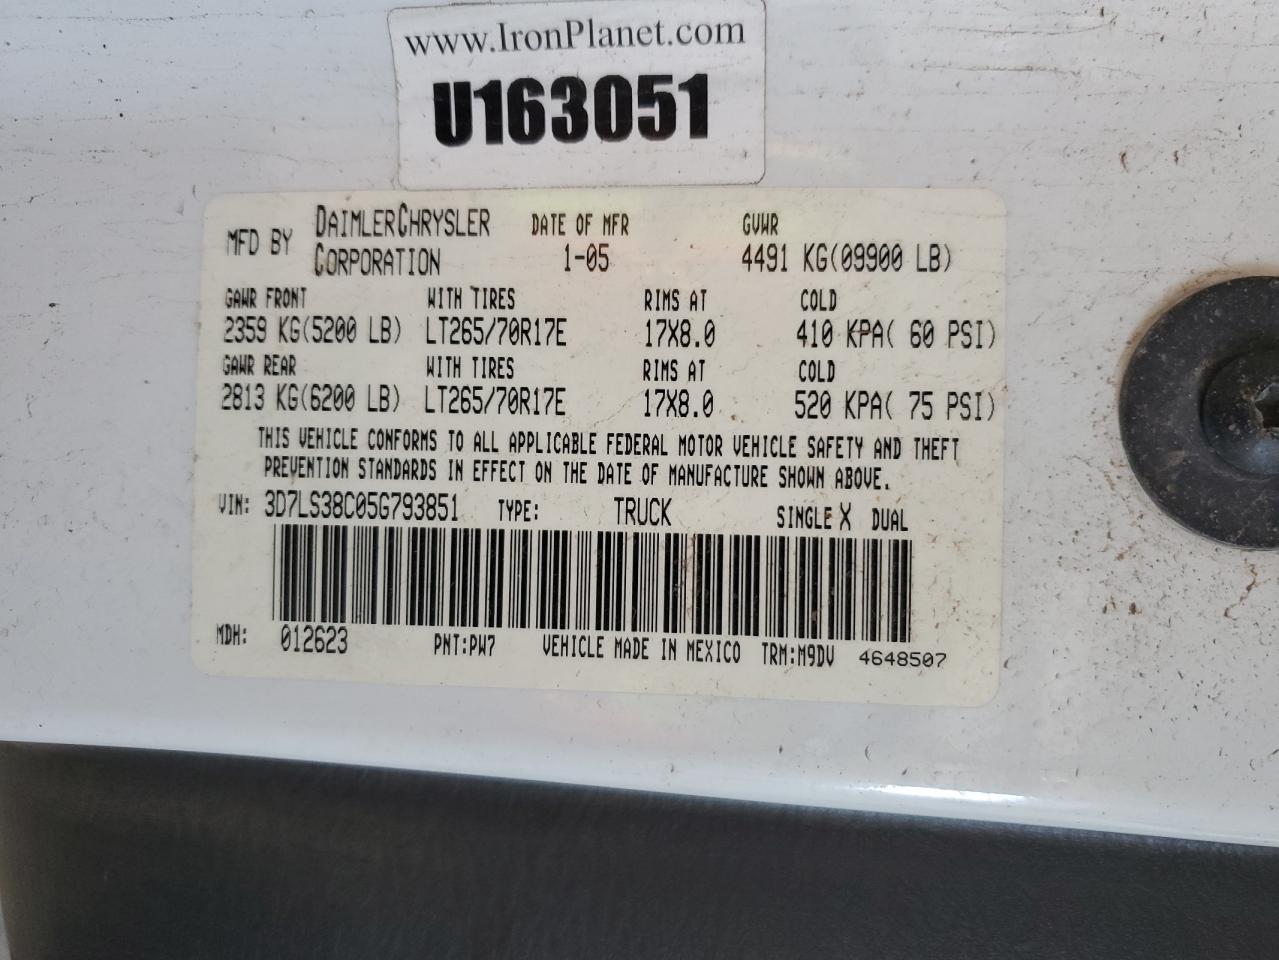 www.IronPlanet.com
U163051
MFD BY DAIMLERCHRYSLER CORPORATION DATE OF MFR 1-05 GVWR 4491 KG(09900 LB)
GAWR FRONT WITH TIRES RIMS AT COLD
2359 KG(5200 LB) LT265/70R17E 17X8.0 410 KPA( 60 PSI)
GAWR REAR WITH TIRES RIMS AT COLD
2813 KG(6200 LB) LT265/70R17E 17X8.0 520 KPA( 75 PSI)
THIS VEHICLE CONFORMS TO ALL APPLICABLE FEDERAL MOTOR VEHICLE SAFETY AND THEFT
PREVENTION STANDARDS IN EFFECT ON THE DATE OF MANUFACTURE SHOWN ABOVE.
VIN: 3D7LS38C05G793851 TYPE: TRUCK SINGLE X DUAL
MDH: 012623 PNT:PW7 VEHICLE MADE IN MEXICO TRM:M9DV 4648507